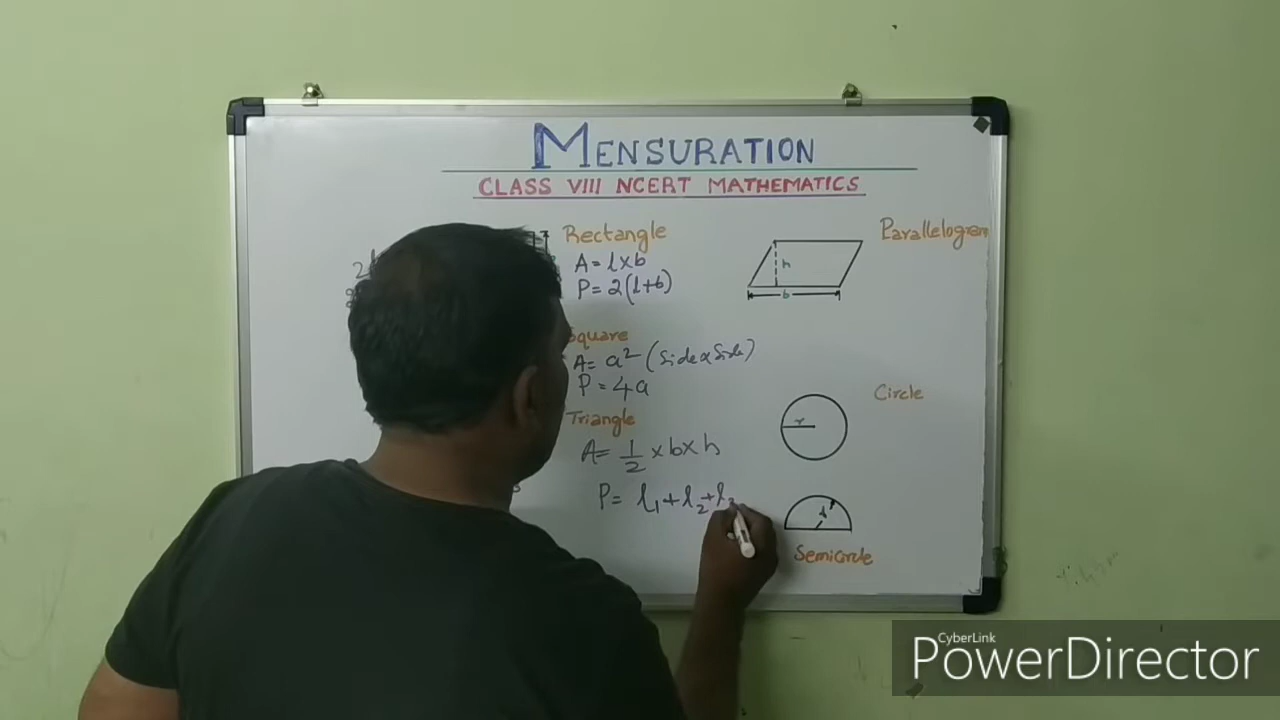 MENSURATION
CLASS VIII NCERT MATHEMATICS
Rectangle
A = l x b
P = 2(l+b)
Square
A = a² (Side x Side)
P = 4a
Triangle
A = 1/2 x b x h
P = l₁ + l₂ + l₃
Parallelogram
h
b
Circle
r
Semicircle
CyberLink
PowerDirector